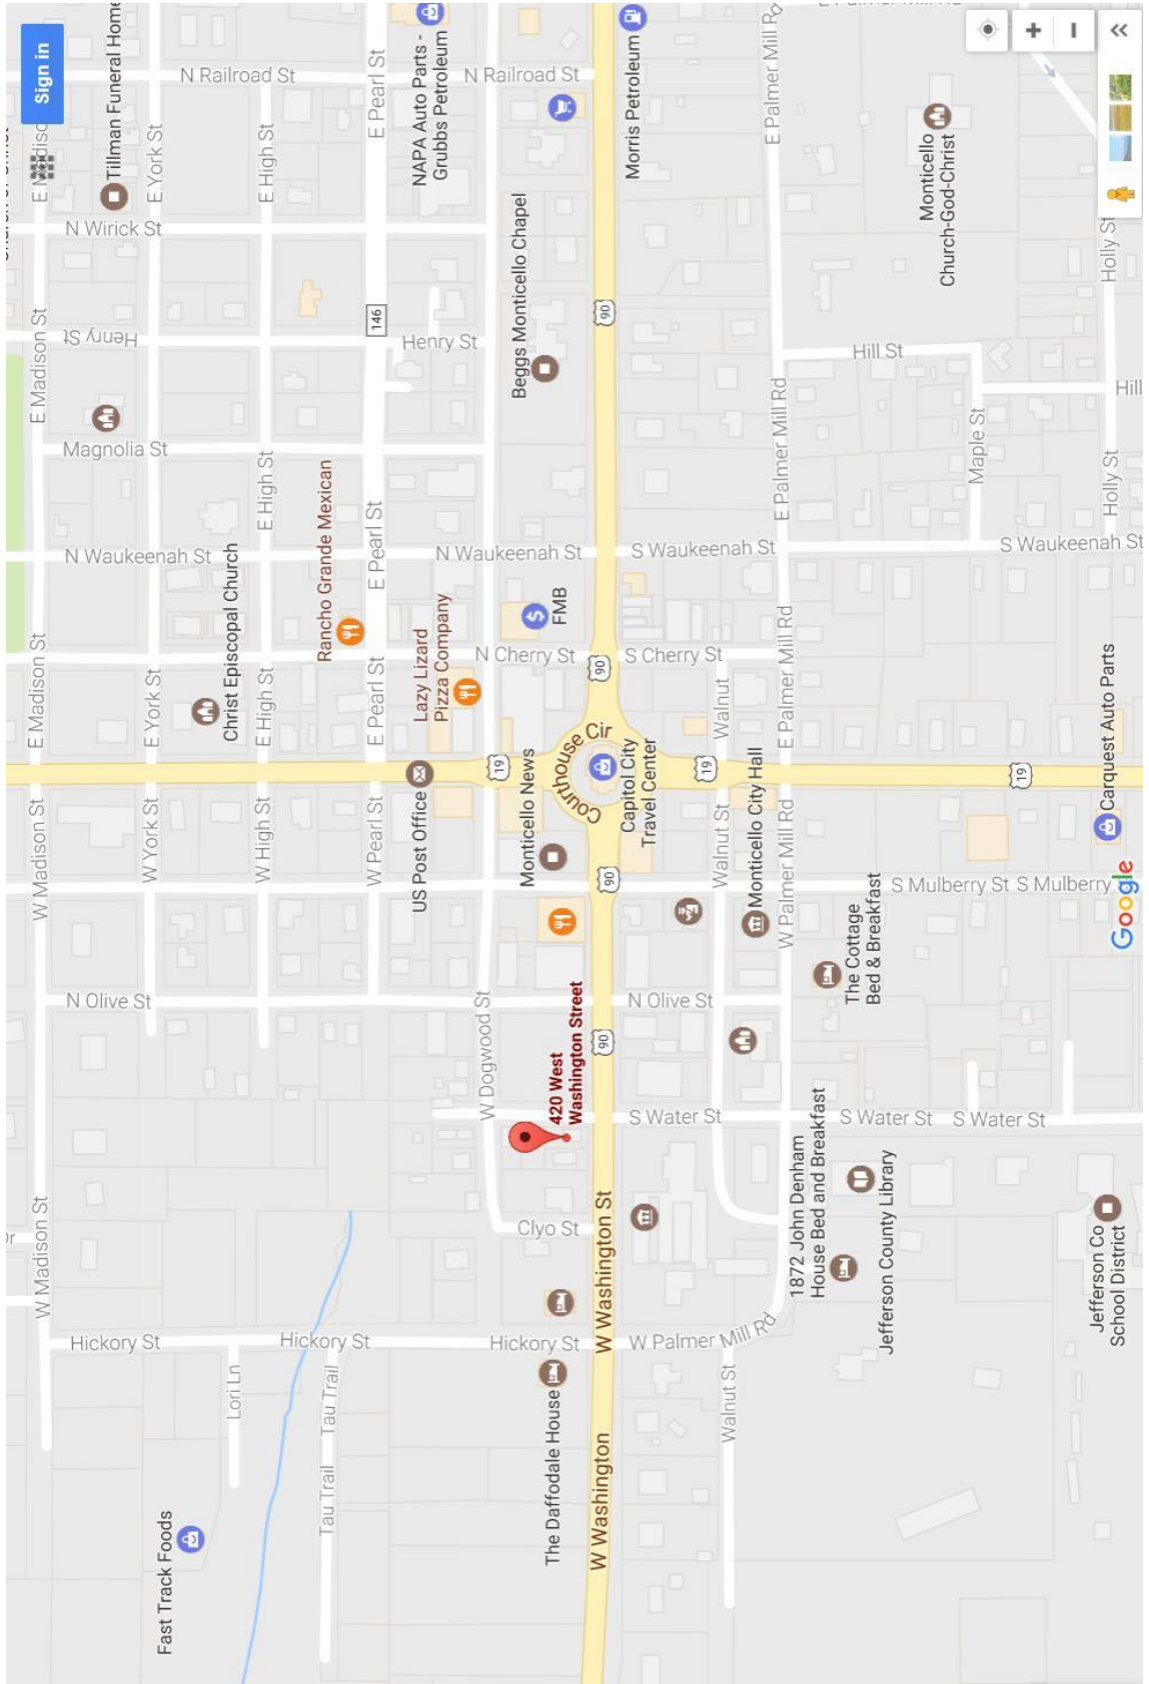 W Madison St
W Madison St
E Madison St
E Madison St
E Madison St
Sign in
Fast Track Foods
Hickory St
N Olive St
W York St
E York St
N Waukeenah St
Magnolia St
Henry St
N Wirick St
E York St
Tillman Funeral Home
Lori Ln
W High St
E High St
Christ Episcopal Church
E High St
E High St
N Railroad St
Tau Trail
Tau Trail
Hickory St
W Pearl St
E Pearl St
Rancho Grande Mexican
E Pearl St
146
E Pearl St
US Post Office
Lazy Lizard
Pizza Company
NAPA Auto Parts -
Grubbs Petroleum
W Dogwood St
19
N Cherry St
N Waukeenah St
Henry St
N Railroad St
The Daffodale House
Hickory St
Clyo St
420 West
Washington Street
Monticello News
FMB
Beggs Monticello Chapel
W Washington
W Washington St
90
90
Courthouse Cir
90
90
Capitol City
Travel Center
Morris Petroleum
W Palmer Mill Rd
S Water St
N Olive St
19
S Cherry St
S Waukeenah St
Walnut St
Walnut St
Walnut
Monticello City Hall
W Palmer Mill Rd
E Palmer Mill Rd
E Palmer Mill Rd
E Palmer Mill Rd
1872 John Denham
House Bed and Breakfast
The Cottage
Bed & Breakfast
Jefferson County Library
S Water St
S Water St
S Mulberry St
S Mulberry
19
Hill St
Monticello
Church-God-Christ
Maple St
Jefferson Co
School District
Carquest Auto Parts
S Waukeenah St
Holly St
Hill
Holly St
Google